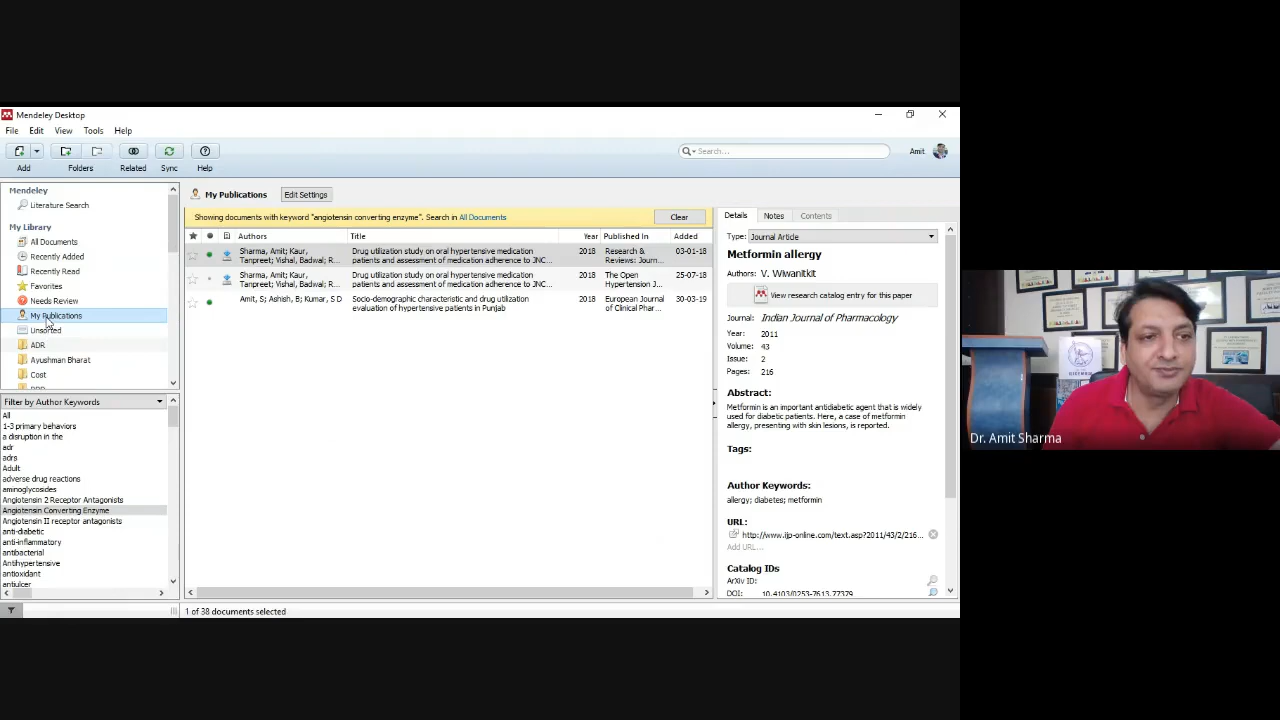 Mendeley Desktop
File Edit View Tools Help
Search...
Amit
Add Folders Related Sync Help
Mendeley
Literature Search
My Library
All Documents
Recently Added
Recently Read
Favorites
Needs Review
My Publications
Unsorted
ADR
Ayushman Bharat
Cost
Filter by Author Keywords
All
1-3 primary behaviors
a disruption in the
adr
adrs
Adult
adverse drug reactions
aminoglycosides
Angiotensin 2 Receptor Antagonists
Angiotensin Converting Enzyme
Angiotensin II receptor antagonists
anti-diabetic
anti-inflammatory
antibacterial
Antihypertensive
antioxidant
antiulcer
My Publications Edit Settings
Showing documents with keyword "angiotensin converting enzyme". Search in All Documents
Clear
Authors Title Year Published In Added
Sharma, Amit; Kaur, Drug utilization study on oral hypertensive medication 2018 Research & 03-01-18
Tanpreet; Vishal, Badwal; R... patients and assessment of medication adherence to JNC... Reviews: Journ...
Sharma, Amit; Kaur, Drug utilization study on oral hypertensive medication 2018 The Open 25-07-18
Tanpreet; Vishal, Badwal; R... patients and assessment of medication adherence to JNC... Hypertension J...
Amit, S; Ashish, B; Kumar, S D Socio-demographic characteristic and drug utilization 2018 European Journal 30-03-19
evaluation of hypertensive patients in Punjab of Clinical Phar...
Details Notes Contents
Type: Journal Article
Metformin allergy
Authors: V. Wiwanitkit
View research catalog entry for this paper
Journal: Indian Journal of Pharmacology
Year: 2011
Volume: 43
Issue: 2
Pages: 216
Abstract:
Metformin is an important antidiabetic agent that is widely
used for diabetic patients. Here, a case of metformin
allergy, presenting with skin lesions, is reported.
Tags:
Author Keywords:
allergy; diabetes; metformin
URL:
http://www.ijp-online.com/text.asp?2011/43/2/216...
Add URL...
Catalog IDs
ArXiv ID:
DOI: 10.4103/0253-7613.77379
1 of 38 documents selected
Dr. Amit Sharma